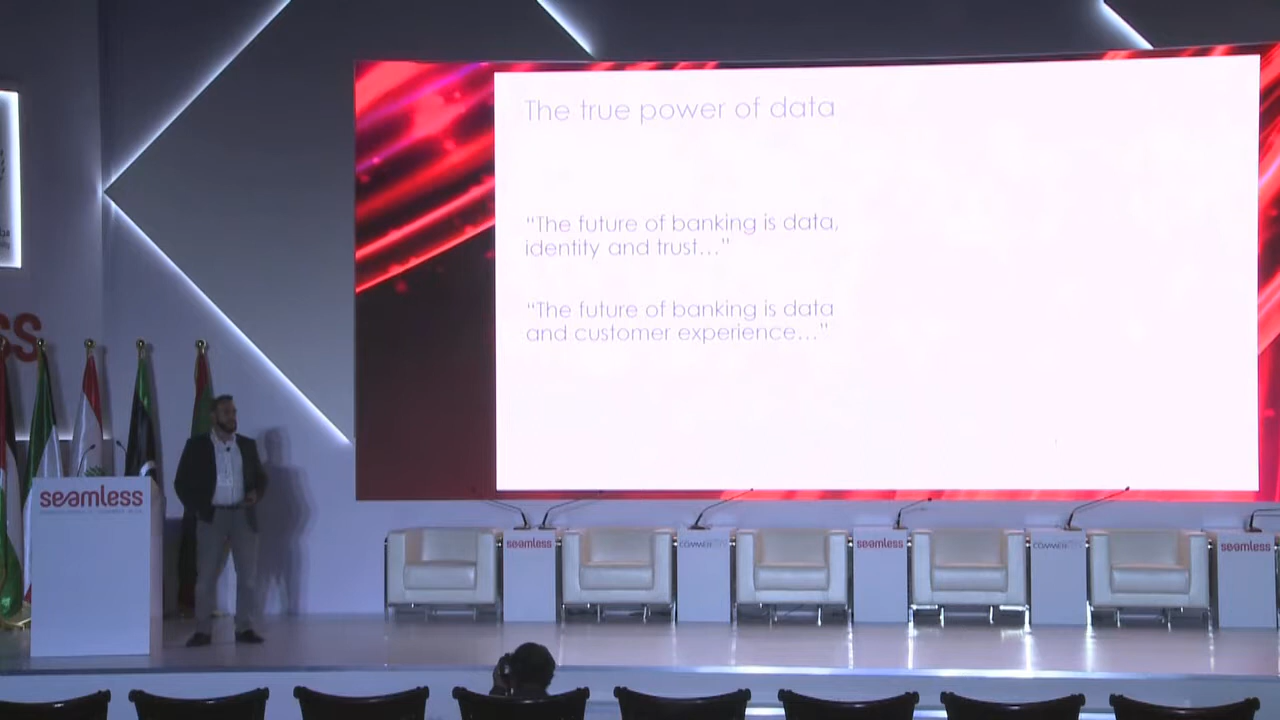 The true power of data
“The future of banking is data,
identity and trust…”
“The future of banking is data
and customer experience…”
ss
seamless
seamless
seamless
seamless